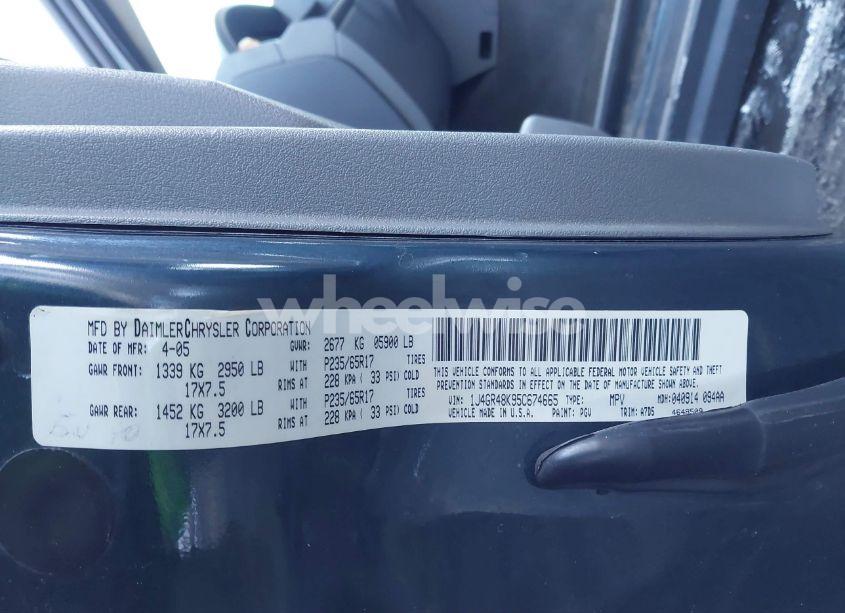 MFD BY DAIMLERCHRYSLER CORPORATION
DATE OF MFR: 4-05 GVWR: 2677 KG 05900 LB
GAWR FRONT: 1339 KG 2950 LB WITH P235/65R17 TIRES
17X7.5 RIMS AT 228 KPA ( 33 PSI) COLD
GAWR REAR: 1452 KG 3200 LB WITH P235/65R17 TIRES
17X7.5 RIMS AT 228 KPA ( 33 PSI) COLD
THIS VEHICLE CONFORMS TO ALL APPLICABLE FEDERAL MOTOR VEHICLE SAFETY AND THEFT
PREVENTION STANDARDS IN EFFECT ON THE DATE OF MANUFACTURE SHOWN ABOVE.
VIN: 1J4GR48K95C674665 TYPE: MPV MDH: 040914 094AA
VEHICLE MADE IN U.S.A. PAINT: PGV TRIM: A7DS
wheelwise